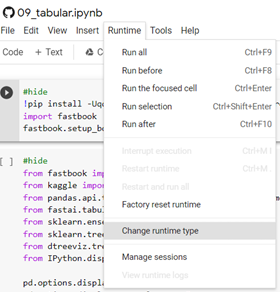 09_tabular.ipynb
File Edit View Insert Runtime Tools Help
Code + Text
Run all Ctrl+F9
Run before Ctrl+F8
Run the focused cell Ctrl+Enter
Run selection Ctrl+Shift+Enter
Run after Ctrl+F10
Interrupt execution Ctrl+M I
Restart runtime Ctrl+M .
Restart and run all
Factory reset runtime
Change runtime type
Manage sessions
View runtime logs
#hide
!pip install -Uqq
import fastbook
fastbook.setup_bo
[ ] #hide
from fastbook im
from kaggle impo
from pandas.api.t
from fastai.tabul
from sklearn.ense
from sklearn.tree
from dtreeviz.tre
from IPython.disp
pd.options.displa